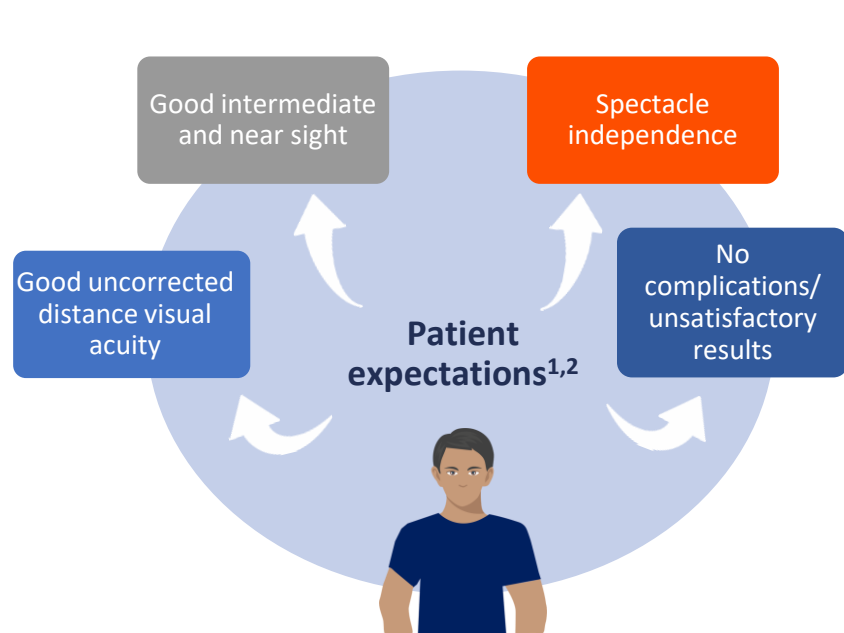 Good intermediate
and near sight
Spectacle
independence
Good uncorrected
distance visual
acuity
No
complications/
unsatisfactory
results
Patient
expectations¹,²